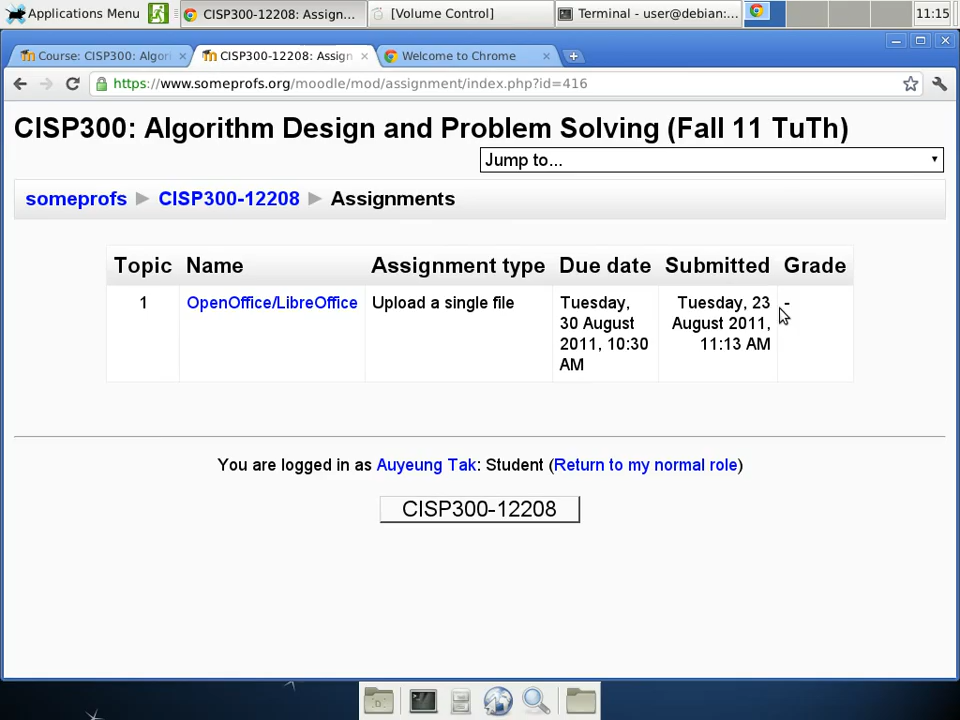 Applications Menu
CISP300-12208: Assign...
[Volume Control]
Terminal - user@debian:...
11:15
Course: CISP300: Algori
CISP300-12208: Assign
Welcome to Chrome
https://www.someprofs.org/moodle/mod/assignment/index.php?id=416
CISP300: Algorithm Design and Problem Solving (Fall 11 TuTh)
Jump to...
someprofs ► CISP300-12208 ► Assignments
Topic Name Assignment type Due date Submitted Grade
1 OpenOffice/LibreOffice Upload a single file Tuesday, 30 August 2011, 10:30 AM Tuesday, 23 August 2011, 11:13 AM -
You are logged in as Auyeung Tak: Student (Return to my normal role)
CISP300-12208